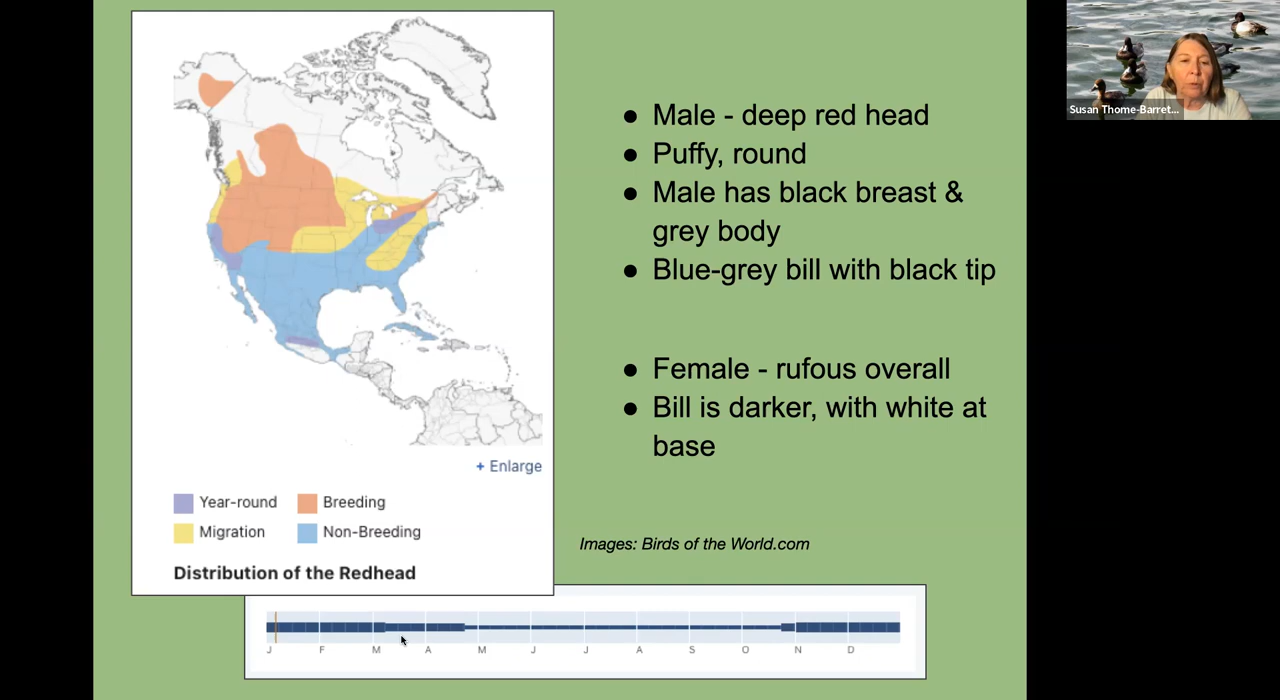 Susan Thome-Barret...
● Male - deep red head
● Puffy, round
● Male has black breast &
grey body
● Blue-grey bill with black tip
● Female - rufous overall
● Bill is darker, with white at
base
+ Enlarge
Year-round Breeding
Migration Non-Breeding
Distribution of the Redhead
Images: Birds of the World.com
J F M A M J J A S O N D